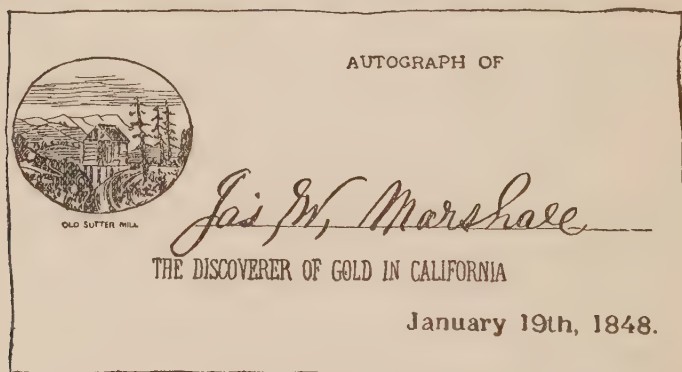 AUTOGRAPH OF
OLD SUTTER MILL
Jas W, Marshall
THE DISCOVERER OF GOLD IN CALIFORNIA
January 19th, 1848.